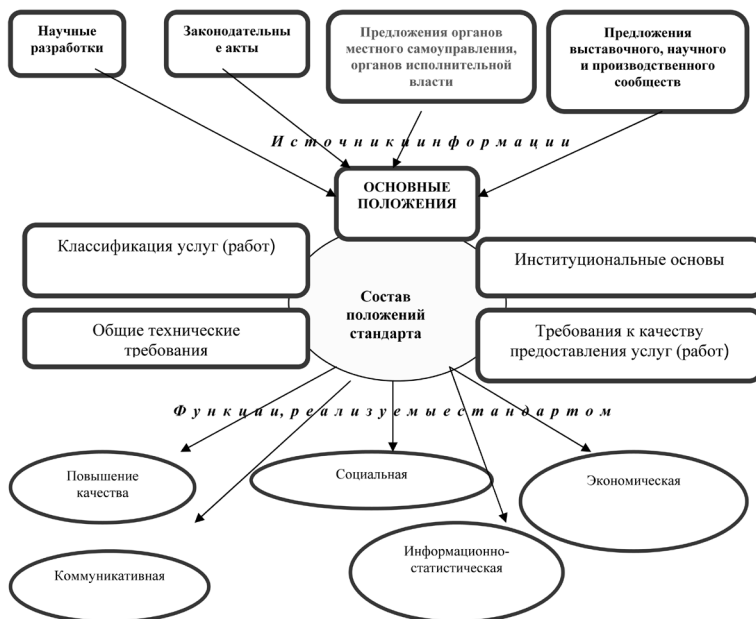 Научные
разработки
Законодательны
е акты
Предложения органов
местного самоуправления,
органов исполнительной
власти
Предложения
выставочного, научного
и производственного
сообществ
Источники информации
ОСНОВНЫЕ
ПОЛОЖЕНИЯ
Классификация услуг (работ)
Институциональные основы
Состав
положений
стандарта
Общие технические
требования
Требования к качеству
предоставления услуг (работ)
Функции, реализуемые стандартом
Повышение
качества
Социальная
Экономическая
Коммуникативная
Информационно-
статистическая